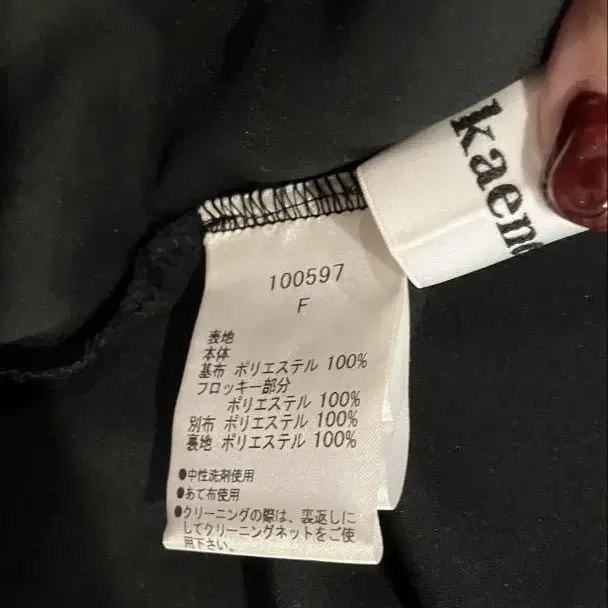 kaen
100597
F
表地
本体
基布 ポリエステル 100%
フロッキー部分
ポリエステル 100%
別布 ポリエステル 100%
裏地 ポリエステル 100%
●中性洗剤使用
●あて布使用
●クリーニングの際は、裏返しに
してクリーニングネットをご使
用下さい。